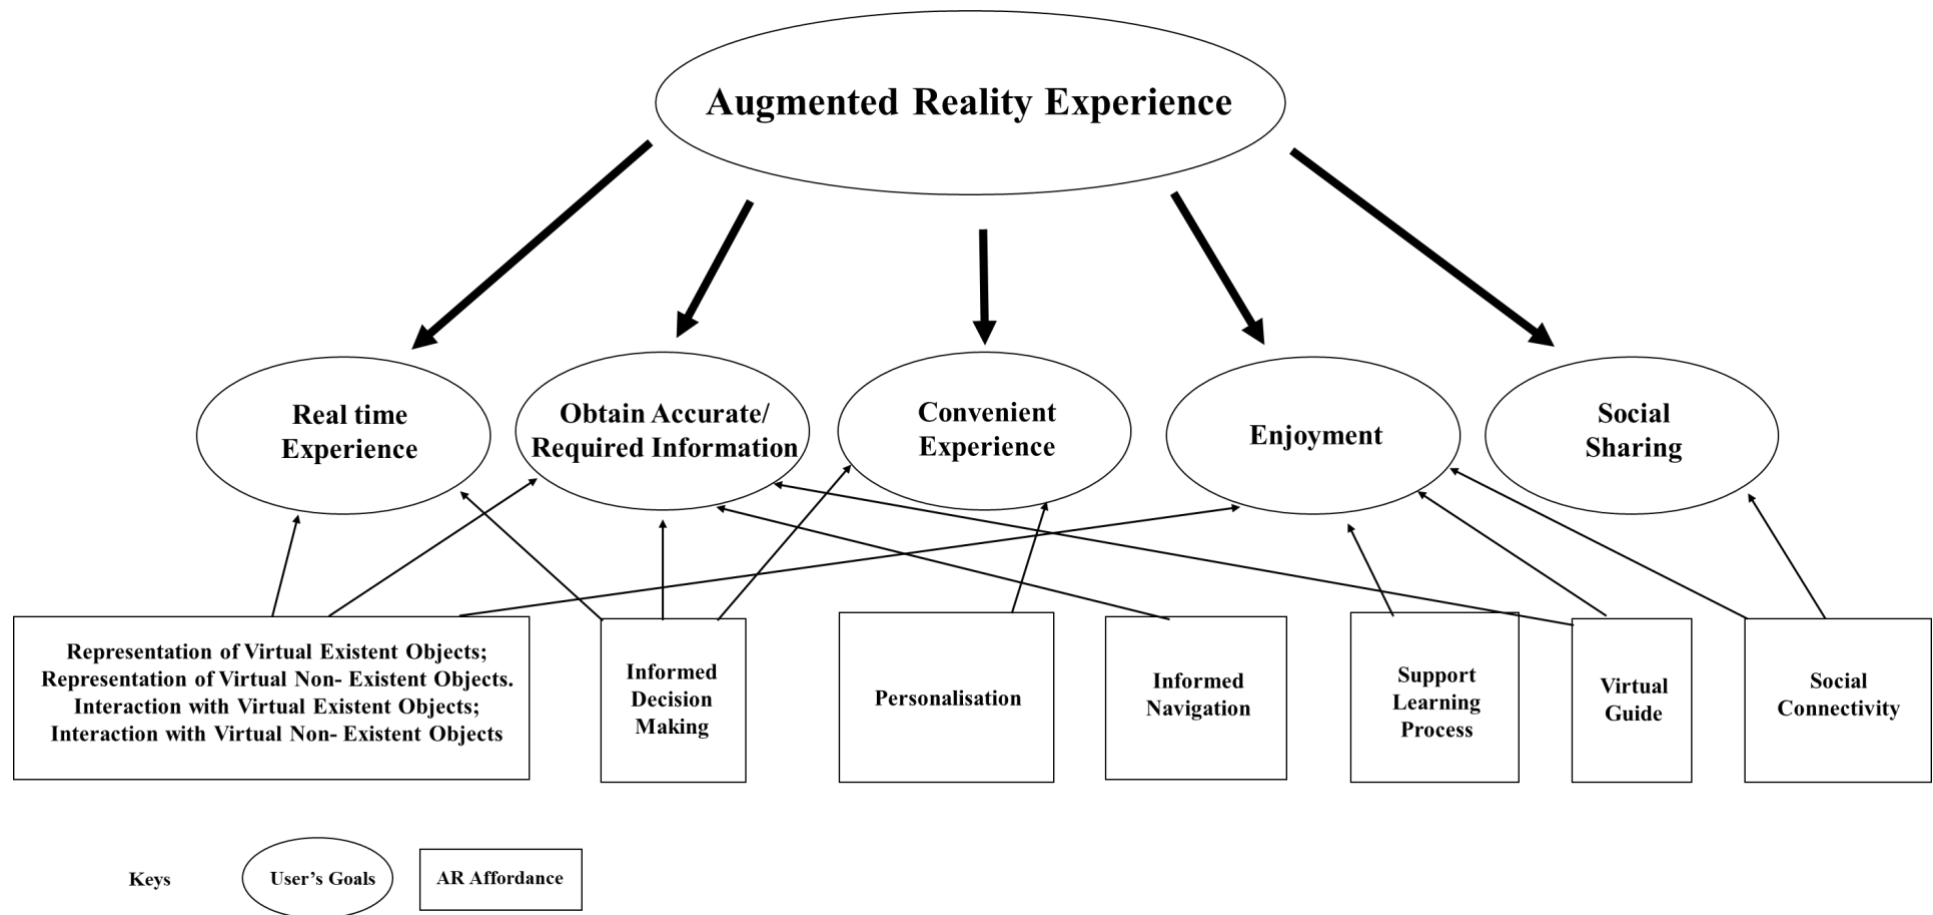 Augmented Reality Experience
Real time
Experience
Obtain Accurate/
Required Information
Convenient
Experience
Enjoyment
Social
Sharing
Representation of Virtual Existent Objects;
Representation of Virtual Non- Existent Objects.
Interaction with Virtual Existent Objects;
Interaction with Virtual Non- Existent Objects
Informed
Decision
Making
Personalisation
Informed
Navigation
Support
Learning
Process
Virtual
Guide
Social
Connectivity
Keys
User’s Goals
AR Affordance